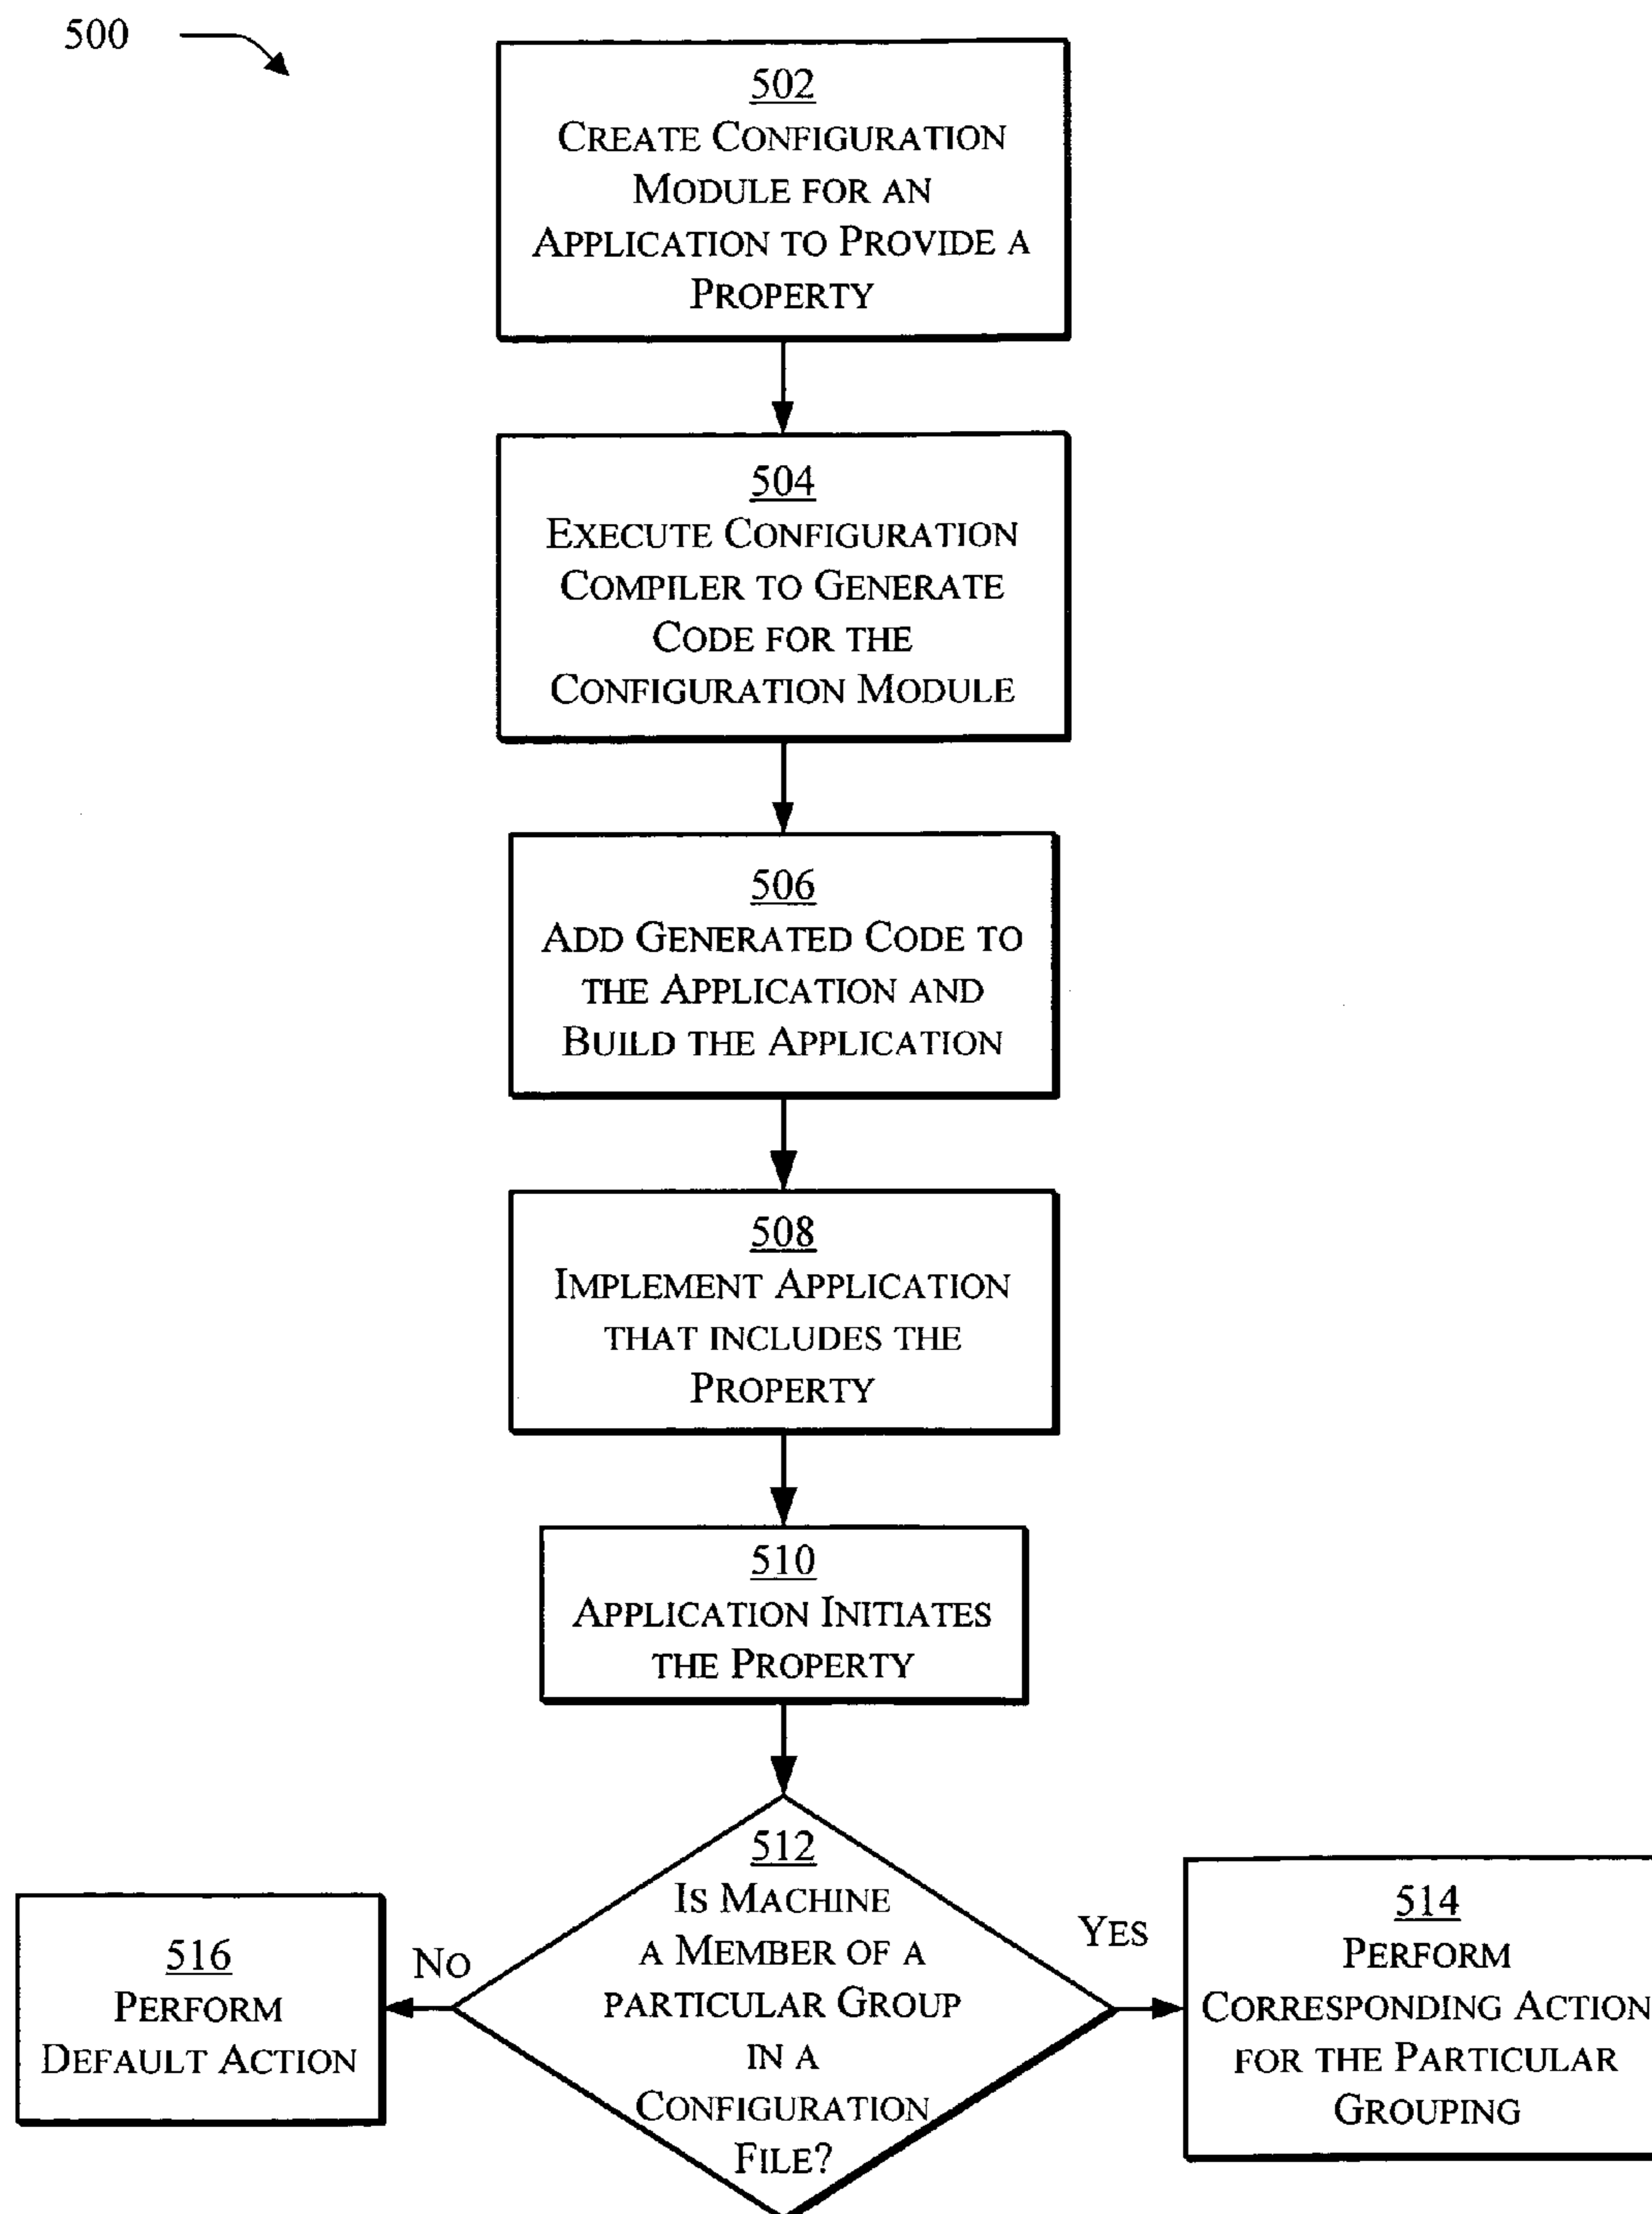 500
502
CREATE CONFIGURATION
MODULE FOR AN
APPLICATION TO PROVIDE A
PROPERTY
504
EXECUTE CONFIGURATION
COMPILER TO GENERATE
CODE FOR THE
CONFIGURATION MODULE
506
ADD GENERATED CODE TO
THE APPLICATION AND
BUILD THE APPLICATION
508
IMPLEMENT APPLICATION
THAT INCLUDES THE
PROPERTY
510
APPLICATION INITIATES
THE PROPERTY
512
IS MACHINE
A MEMBER OF A
PARTICULAR GROUP
IN A
CONFIGURATION
FILE?
NO
516
PERFORM
DEFAULT ACTION
YES
514
PERFORM
CORRESPONDING ACTION
FOR THE PARTICULAR
GROUPING